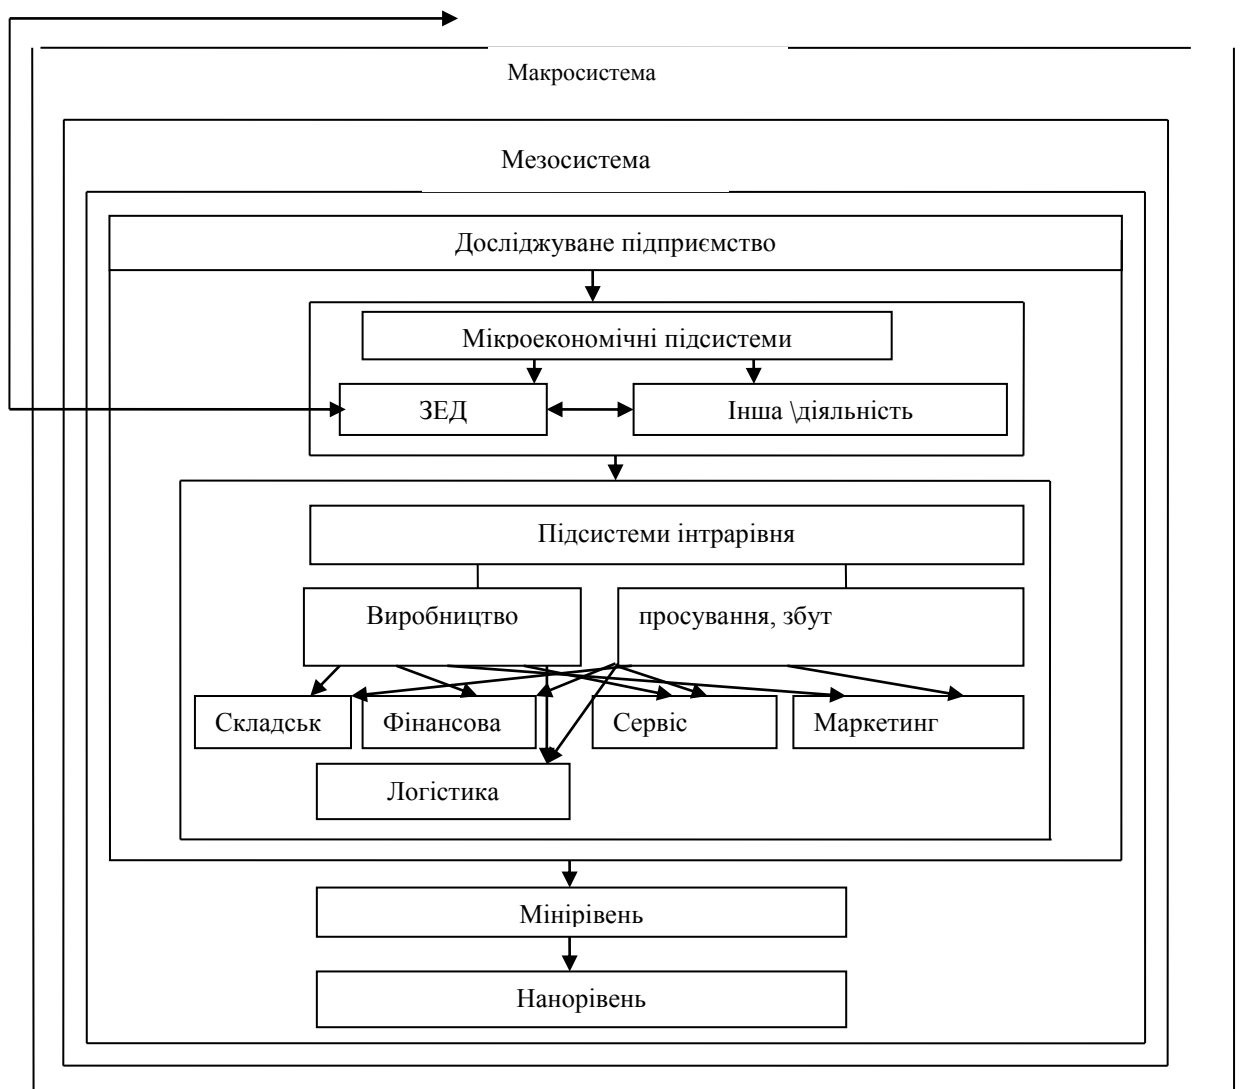 Макросистема
Мезосистема
Досліджуване підприємство
Мікроекономічні підсистеми
ЗЕД
Інша \діяльність
Підсистеми інтрарівня
Виробництво
просування, збут
Складськ
Фінансова
Сервіс
Маркетинг
Логістика
Мінірівень
Нанорівень